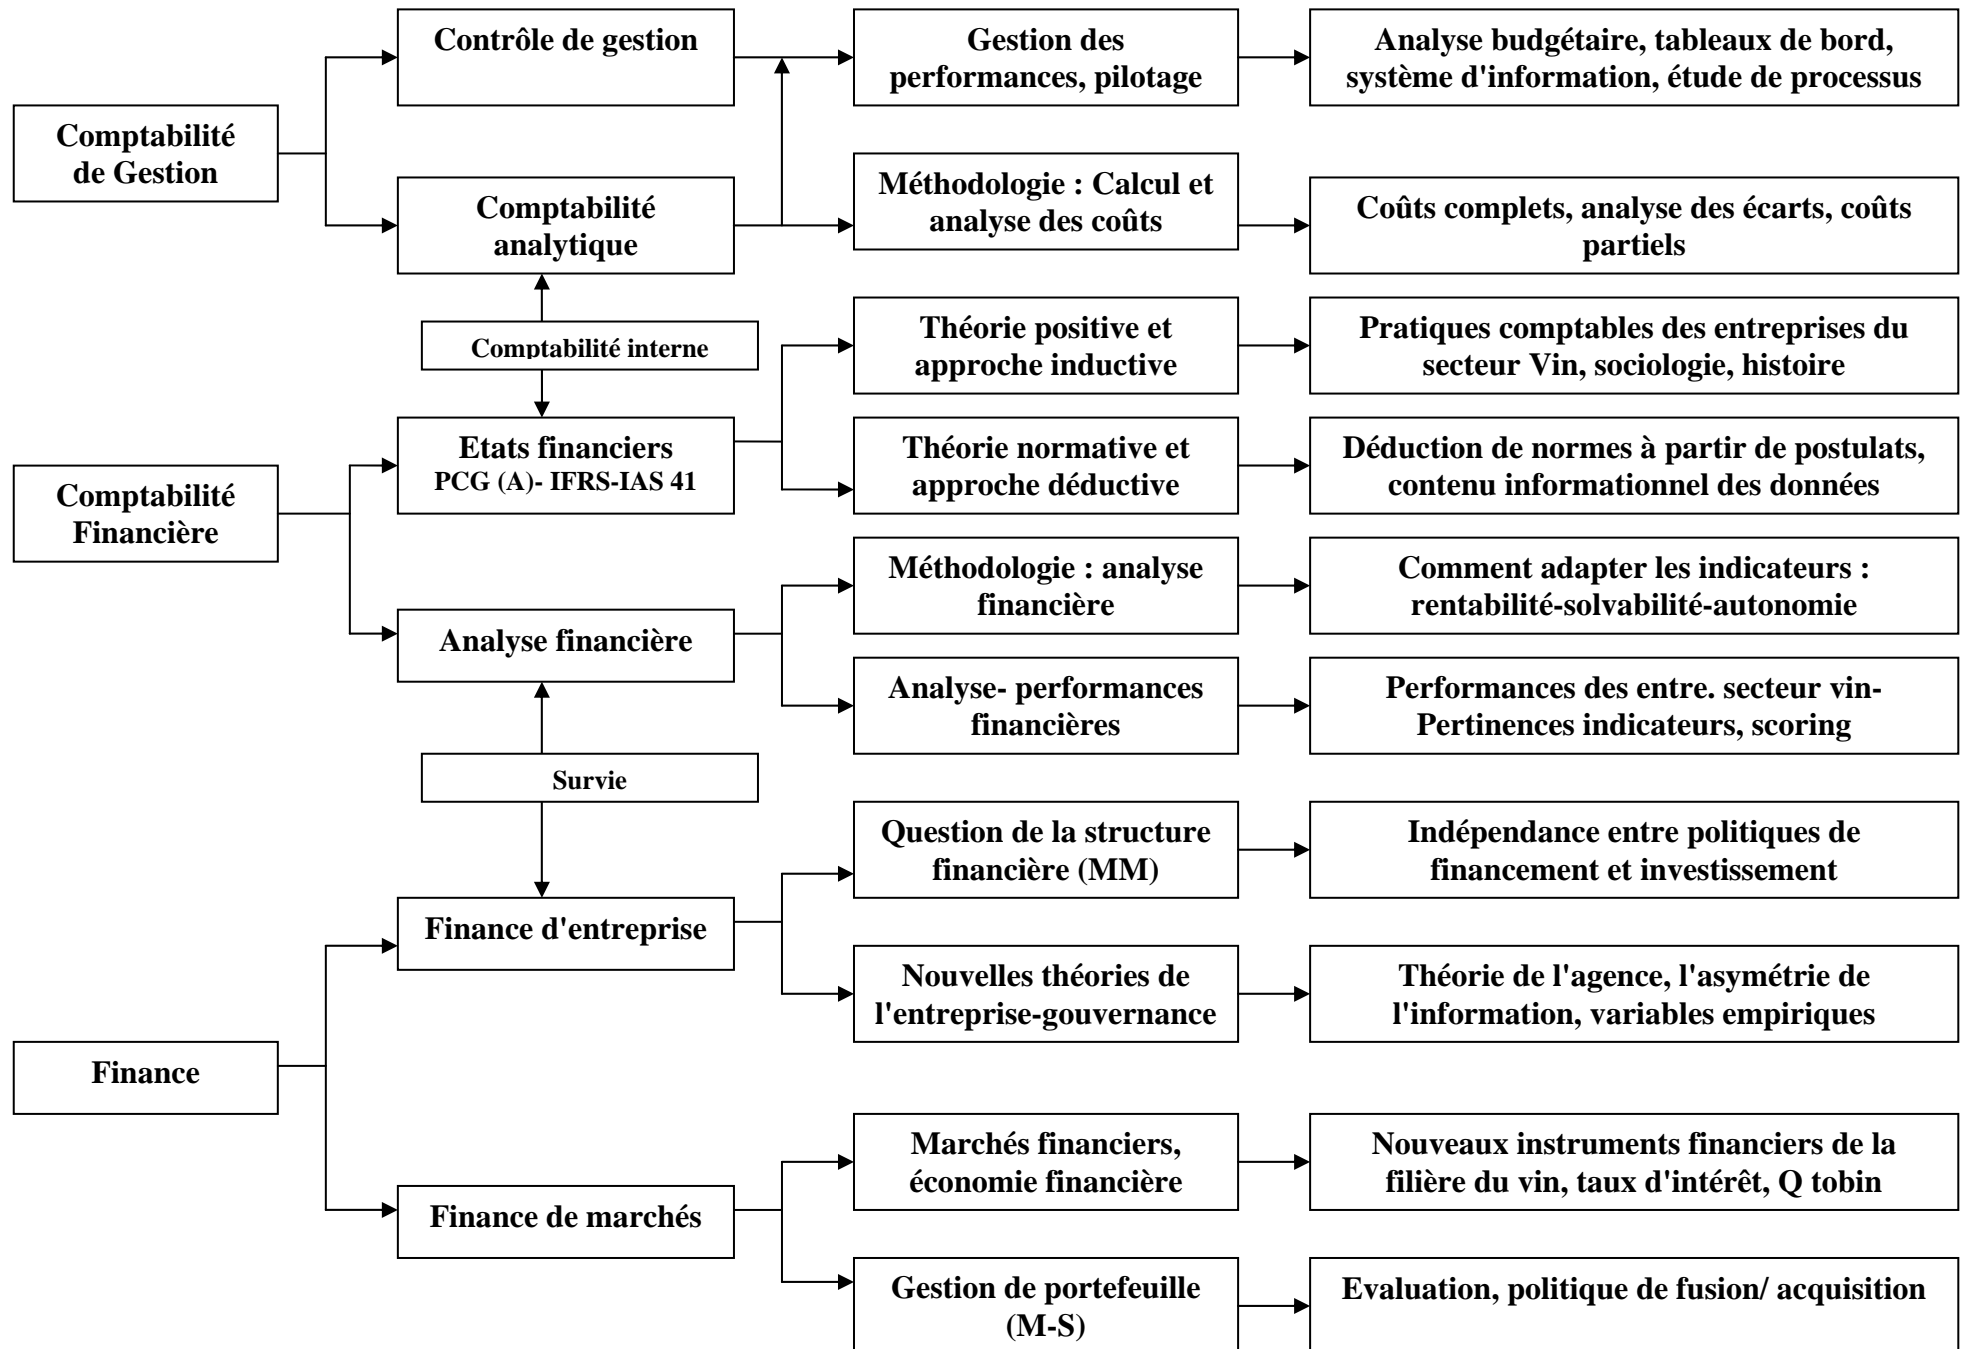 Contrôle de gestion
Gestion des
performances, pilotage
Analyse budgétaire, tableaux de bord,
système d'information, étude de processus
Comptabilité
de Gestion
Comptabilité
analytique
Méthodologie : Calcul et
analyse des coûts
Coûts complets, analyse des écarts, coûts
partiels
Comptabilité interne
Théorie positive et
approche inductive
Pratiques comptables des entreprises du
secteur Vin, sociologie, histoire
Comptabilité
Financière
Etats financiers
PCG (A)- IFRS-IAS 41
Théorie normative et
approche déductive
Déduction de normes à partir de postulats,
contenu informationnel des données
Analyse financière
Méthodologie : analyse
financière
Comment adapter les indicateurs :
rentabilité-solvabilité-autonomie
Analyse- performances
financières
Performances des entre. secteur vin-
Pertinences indicateurs, scoring
Survie
Question de la structure
financière (MM)
Indépendance entre politiques de
financement et investissement
Finance d'entreprise
Nouvelles théories de
l'entreprise-gouvernance
Théorie de l'agence, l'asymétrie de
l'information, variables empiriques
Finance
Marchés financiers,
économie financière
Nouveaux instruments financiers de la
filière du vin, taux d'intérêt, Q tobin
Finance de marchés
Gestion de portefeuille
(M-S)
Evaluation, politique de fusion/ acquisition